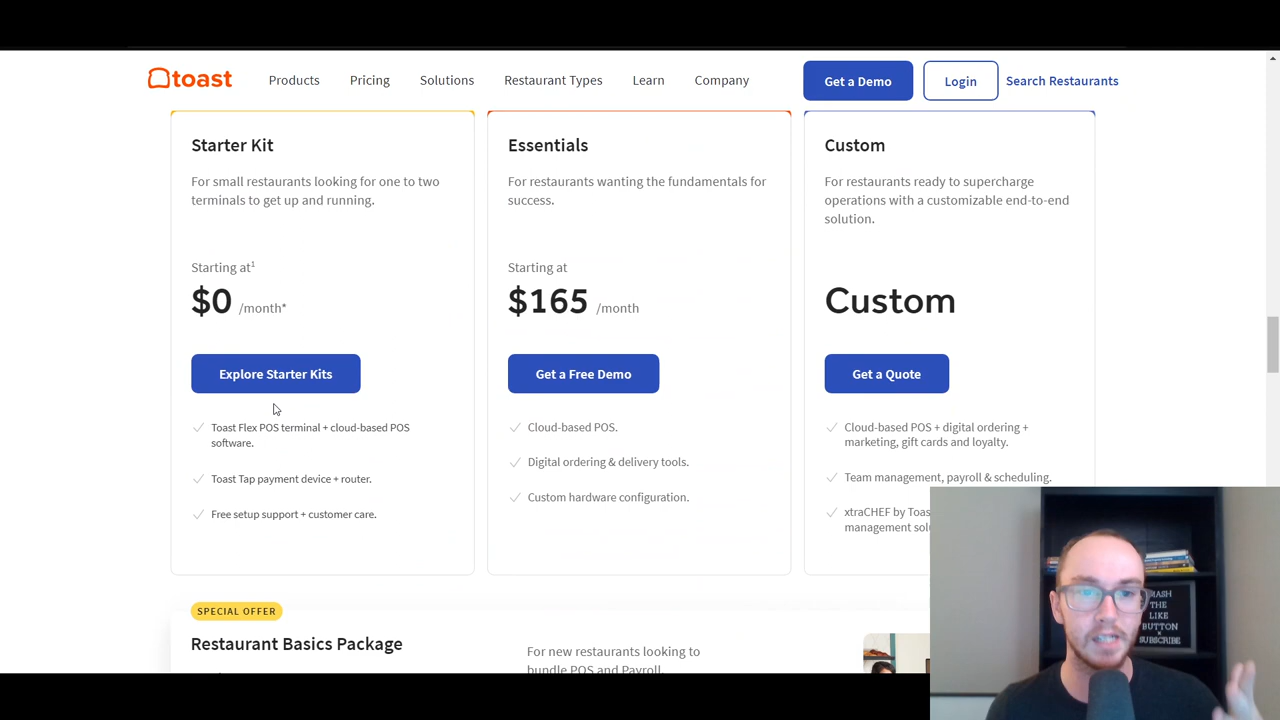 toast
Products
Pricing
Solutions
Restaurant Types
Learn
Company
Get a Demo
Login
Search Restaurants
Starter Kit
For small restaurants looking for one to two
terminals to get up and running.
Starting at1
$0 /month*
Explore Starter Kits
Toast Flex POS terminal + cloud-based POS
software.
Toast Tap payment device + router.
Free setup support + customer care.
Essentials
For restaurants wanting the fundamentals for
success.
Starting at
$165 /month
Get a Free Demo
Cloud-based POS.
Digital ordering & delivery tools.
Custom hardware configuration.
Custom
For restaurants ready to supercharge
operations with a customizable end-to-end
solution.
Custom
Get a Quote
Cloud-based POS + digital ordering +
marketing, gift cards and loyalty.
Team management, payroll & scheduling.
xtraCHEF by
management
SPECIAL OFFER
Restaurant Basics Package
For new restaurants looking to
bundle POS and Payroll.
THE
LIKE
BUTTON
SUBSCRIBE